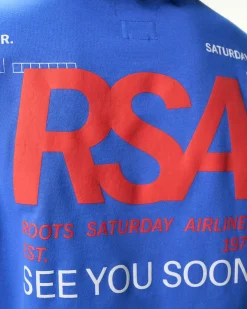 R.
SATURDAY
RSA
ROOTS SATURDAY AIRLINE
EST.
SEE YOU SOON